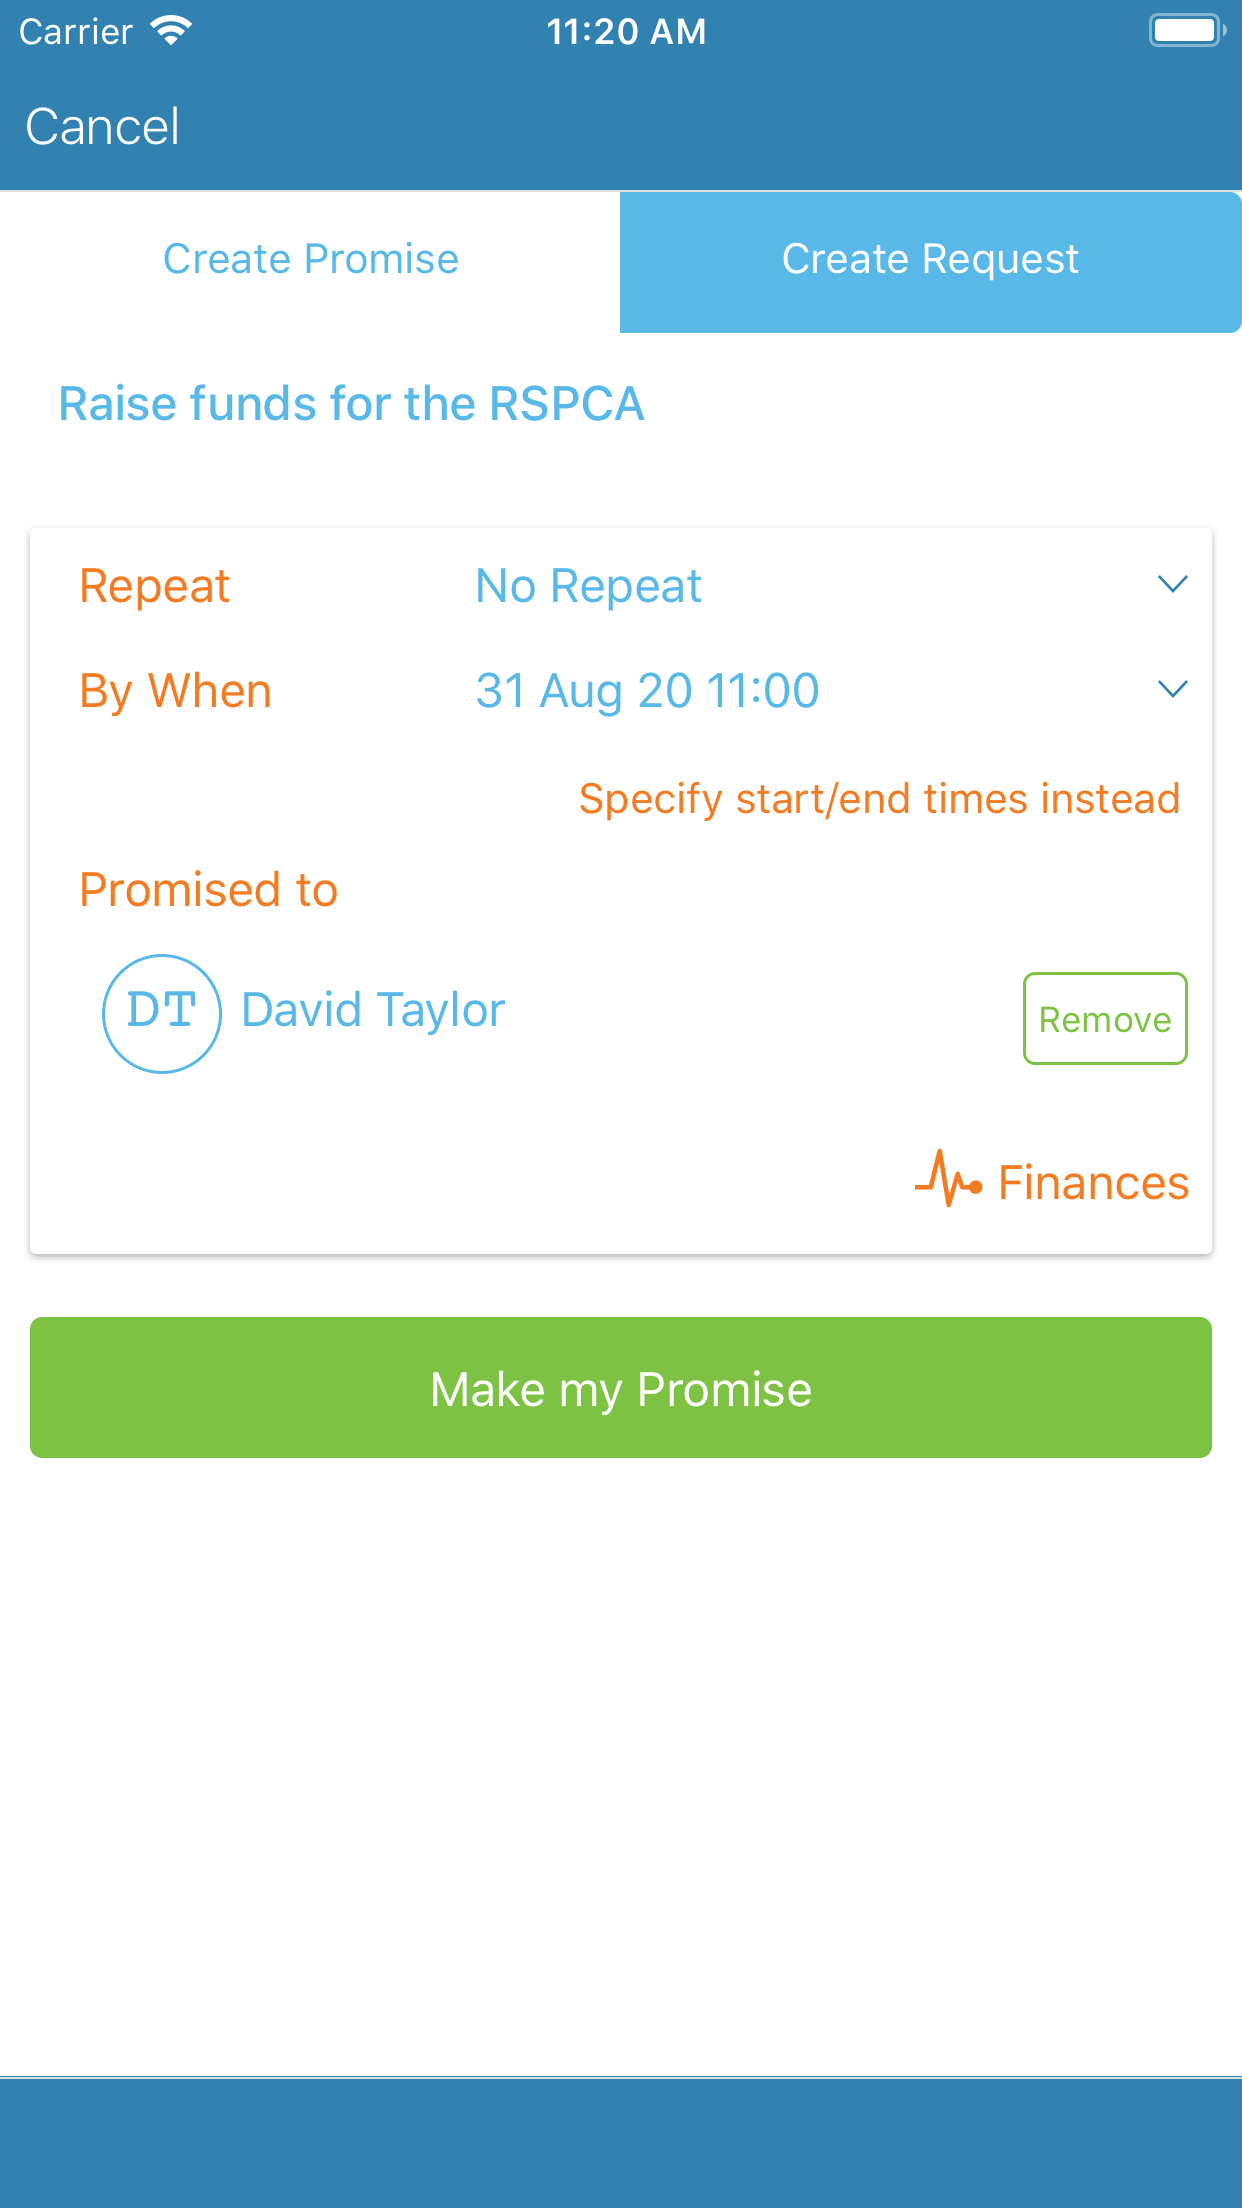 Carrier 11:20 AM
Cancel
Create Promise Create Request
Raise funds for the RSPCA
Repeat No Repeat
By When 31 Aug 20 11:00
Specify start/end times instead
Promised to
DT David Taylor Remove
Finances
Make my Promise